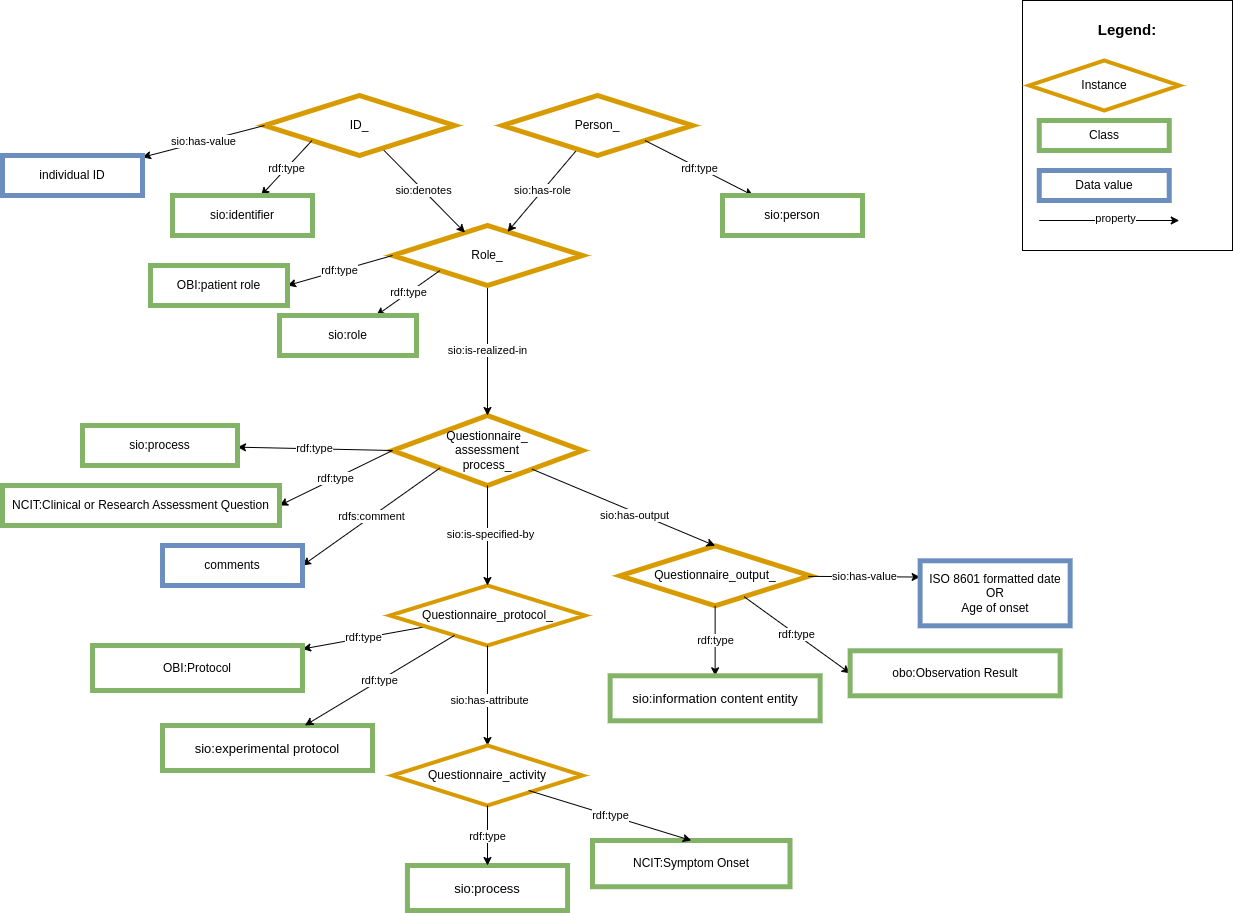 Legend:
Instance
Class
Data value
property
ID_
Person_
sio:has-value
individual ID
rdf:type
sio:identifier
sio:denotes
sio:has-role
rdf:type
sio:person
Role_
rdf:type
OBI:patient role
rdf:type
sio:role
sio:is-realized-in
Questionnaire_
assessment
process_
rdf:type
sio:process
rdf:type
NCIT:Clinical or Research Assessment Question
rdfs:comment
comments
sio:is-specified-by
sio:has-output
Questionnaire_output_
sio:has-value
ISO 8601 formatted date
OR
Age of onset
rdf:type
sio:information content entity
rdf:type
obo:Observation Result
Questionnaire_protocol_
rdf:type
OBI:Protocol
rdf:type
sio:experimental protocol
sio:has-attribute
Questionnaire_activity
rdf:type
sio:process
rdf:type
NCIT:Symptom Onset